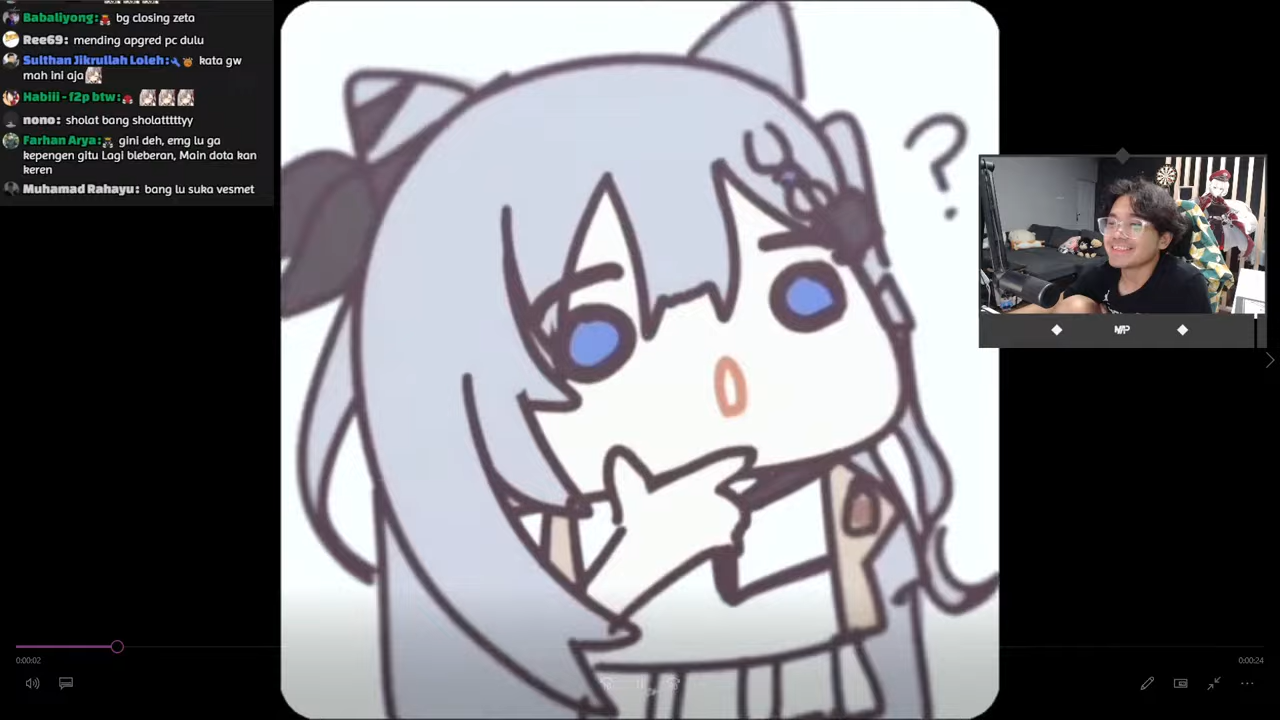 Babaliyong: bg closing zeta
Ree69: mending apgred pc dulu
Sulthan Jikrullah Loleh: kata gw
mah ini aja
Habiii - f2p btw:
nono: sholat bang sholatttttyy
Farhan Arya: gini deh, emg lu ga
kepengen gitu Lagi bleberan, Main dota kan
keren
Muhamad Rahayu: bang lu suka vesmet
?
0:00:02
0:00:24